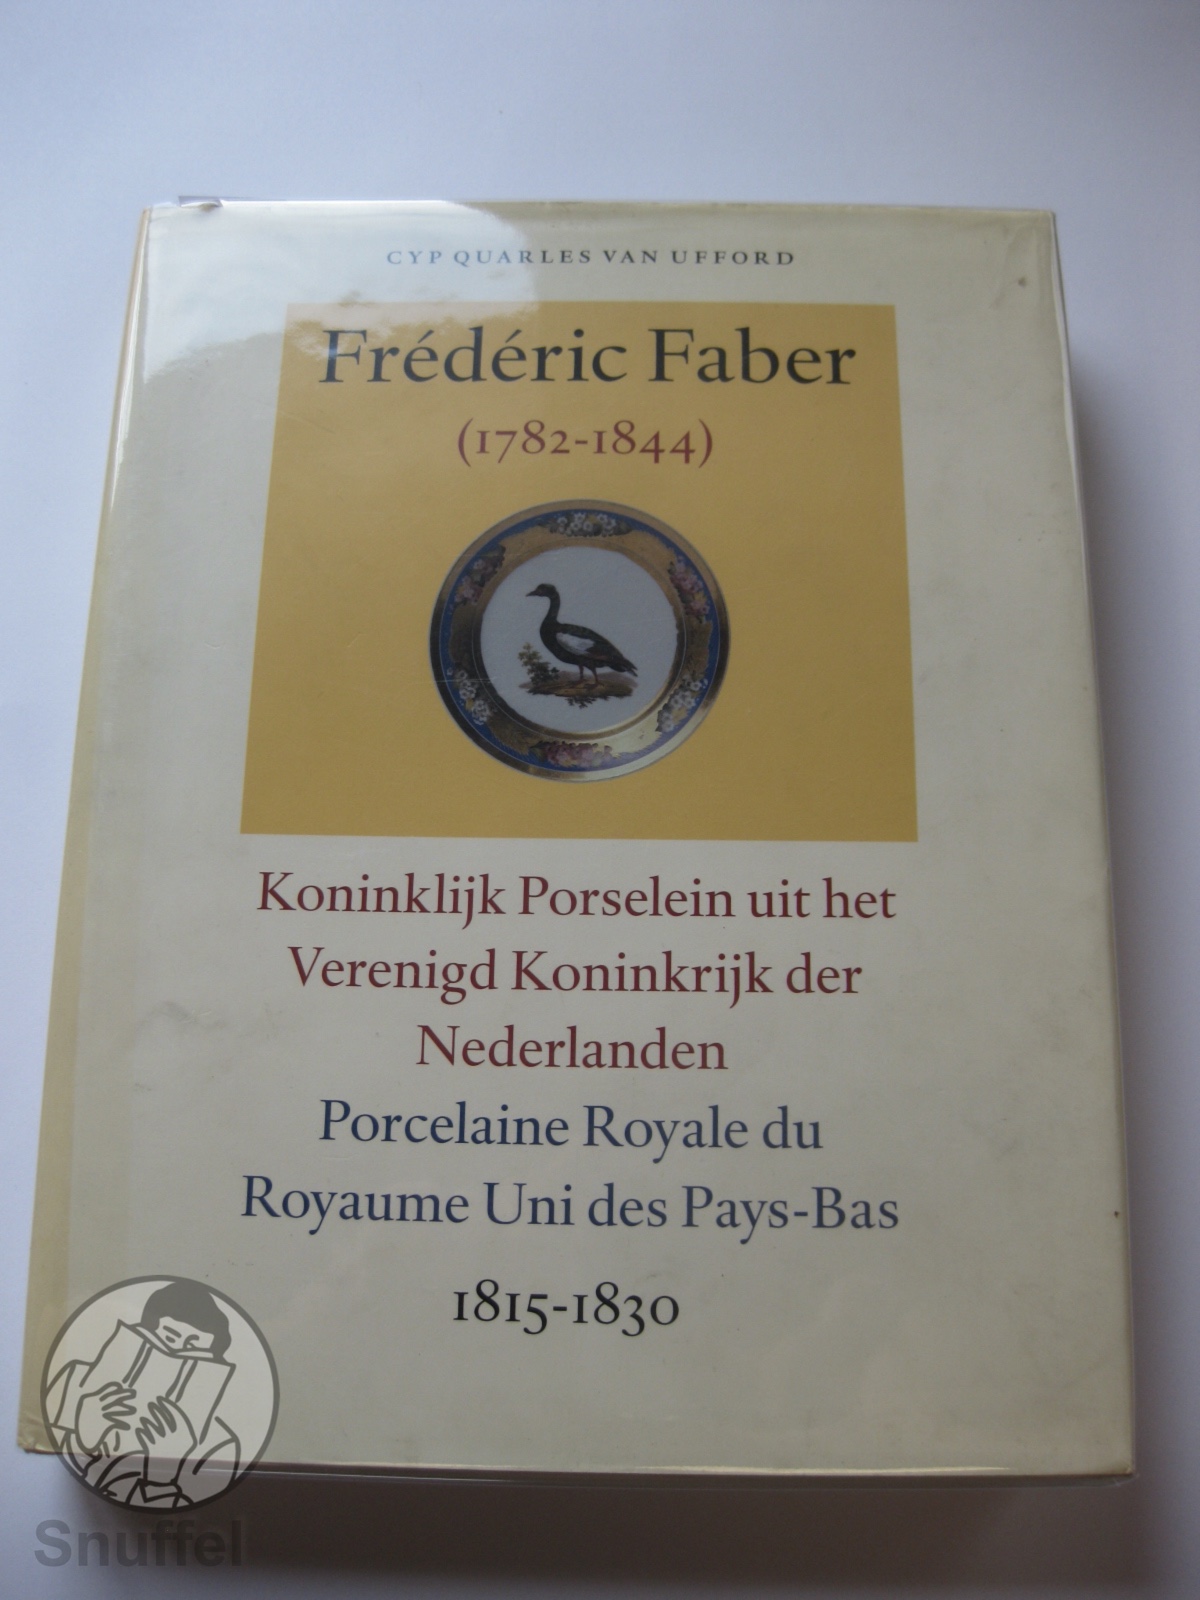 CYP QUARLES VAN UFFORD
Frédéric Faber
(1782-1844)
Koninklijk Porselein uit het
Verenigd Koninkrijk der
Nederlanden
Porcelaine Royale du
Royaume Uni des Pays-Bas
1815-1830
Snuffel